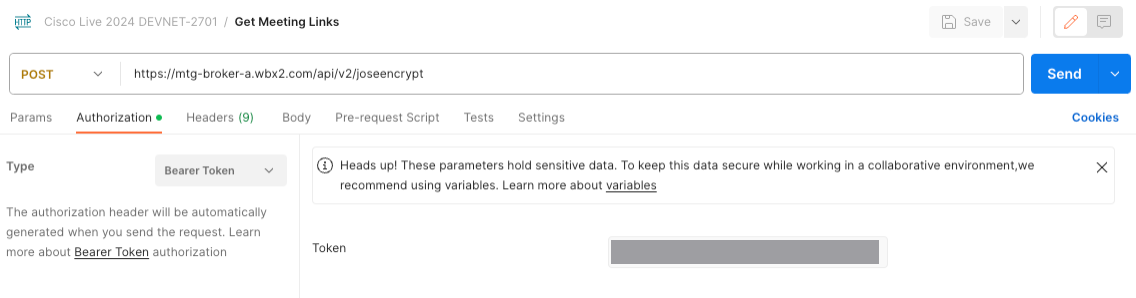 HTTP Cisco Live 2024 DEVNET-2701 / Get Meeting Links Save
POST https://mtg-broker-a.wbx2.com/api/v2/joseencrypt Send
Params Authorization Headers (9) Body Pre-request Script Tests Settings Cookies
Type Bearer Token
The authorization header will be automatically
generated when you send the request. Learn
more about Bearer Token authorization
Heads up! These parameters hold sensitive data. To keep this data secure while working in a collaborative environment,we
recommend using variables. Learn more about variables
Token